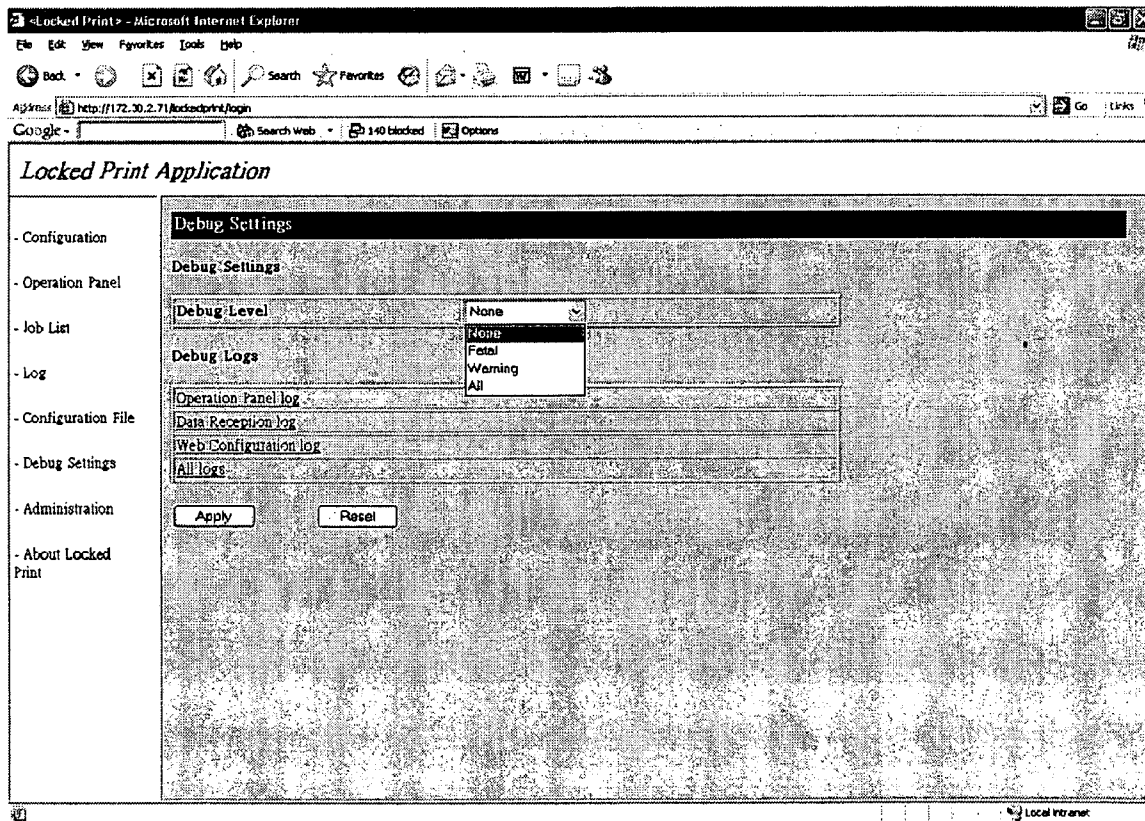 <Locked Print> - Microsoft Internet Explorer
File Edit View Favorites Tools Help
Back Search Favorites
Address http://172.30.2.71/lockedprint/login Go Links
Google - Search Web 140 blocked Options
Locked Print Application
- Configuration
- Operation Panel
- Job List
- Log
- Configuration File
- Debug Settings
- Administration
- About Locked
Print
Debug Settings
Debug Settings
Debug Level None
None
Fatal
Warning
All
Debug Logs
Operation Panel log
Data Reception log
Web Configuration log
All logs
Apply Reset
Local intranet